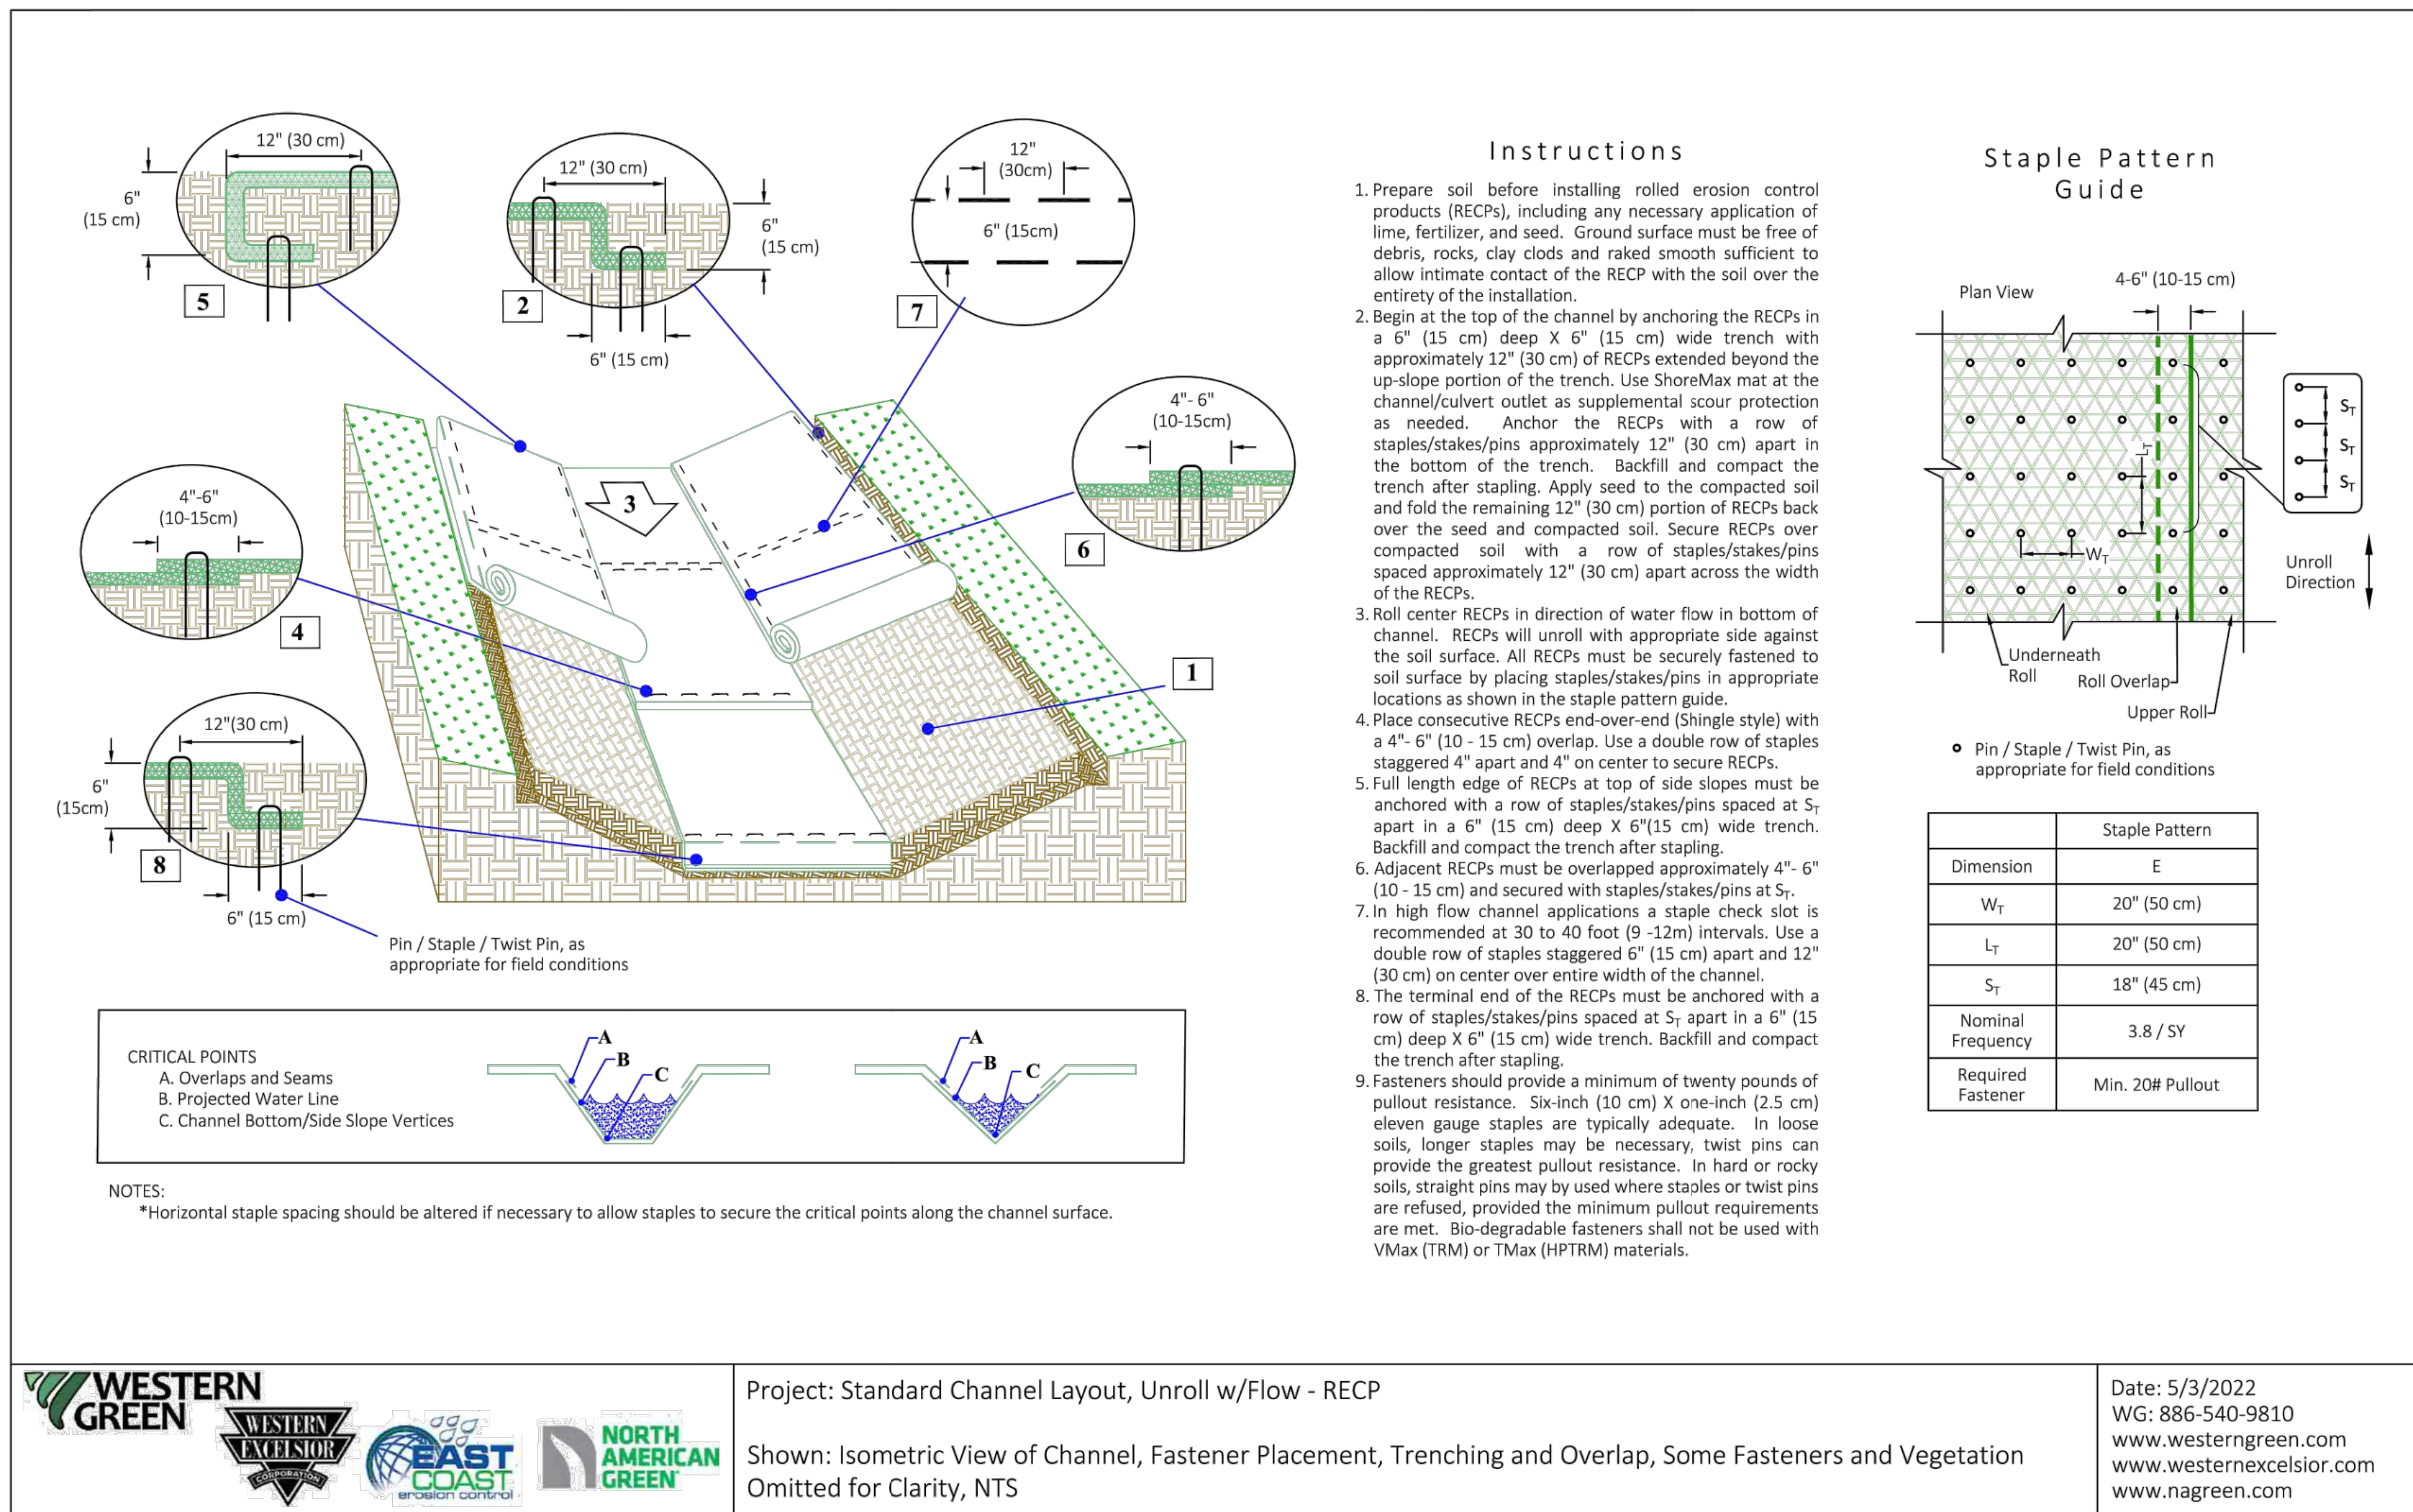 12" (30 cm)
6"
(15 cm)
5
12" (30 cm)
6"
(15 cm)
2
6" (15 cm)
12"
(30cm)
6" (15cm)
7
4"- 6"
(10-15cm)
6
4"-6"
(10-15cm)
4
3
1
12"(30 cm)
6"
(15cm)
8
6" (15 cm)
Pin / Staple / Twist Pin, as
appropriate for field conditions
CRITICAL POINTS
A. Overlaps and Seams
B. Projected Water Line
C. Channel Bottom/Side Slope Vertices
A
B
C
A
B
C
NOTES:
*Horizontal staple spacing should be altered if necessary to allow staples to secure the critical points along the channel surface.
Instructions
1. Prepare soil before installing rolled erosion control
products (RECPs), including any necessary application of
lime, fertilizer, and seed. Ground surface must be free of
debris, rocks, clay clods and raked smooth sufficient to
allow intimate contact of the RECP with the soil over the
entirety of the installation.
2. Begin at the top of the channel by anchoring the RECPs in
a 6" (15 cm) deep X 6" (15 cm) wide trench with
approximately 12" (30 cm) of RECPs extended beyond the
up-slope portion of the trench. Use ShoreMax mat at the
channel/culvert outlet as supplemental scour protection
as needed. Anchor the RECPs with a row of
staples/stakes/pins approximately 12" (30 cm) apart in
the bottom of the trench. Backfill and compact the
trench after stapling. Apply seed to the compacted soil
and fold the remaining 12" (30 cm) portion of RECPs back
over the seed and compacted soil. Secure RECPs over
compacted soil with a row of staples/stakes/pins
spaced approximately 12" (30 cm) apart across the width
of the RECPs.
3. Roll center RECPs in direction of water flow in bottom of
channel. RECPs will unroll with appropriate side against
the soil surface. All RECPs must be securely fastened to
soil surface by placing staples/stakes/pins in appropriate
locations as shown in the staple pattern guide.
4. Place consecutive RECPs end-over-end (Shingle style) with
a 4"- 6" (10 - 15 cm) overlap. Use a double row of staples
staggered 4" apart and 4" on center to secure RECPs.
5. Full length edge of RECPs at top of side slopes must be
anchored with a row of staples/stakes/pins spaced at ST
apart in a 6" (15 cm) deep X 6"(15 cm) wide trench.
Backfill and compact the trench after stapling.
6. Adjacent RECPs must be overlapped approximately 4"- 6"
(10 - 15 cm) and secured with staples/stakes/pins at ST.
7. In high flow channel applications a staple check slot is
recommended at 30 to 40 foot (9 -12m) intervals. Use a
double row of staples staggered 6" (15 cm) apart and 12"
(30 cm) on center over entire width of the channel.
8. The terminal end of the RECPs must be anchored with a
row of staples/stakes/pins spaced at ST apart in a 6" (15
cm) deep X 6" (15 cm) wide trench. Backfill and compact
the trench after stapling.
9. Fasteners should provide a minimum of twenty pounds of
pullout resistance. Six-inch (10 cm) X one-inch (2.5 cm)
eleven gauge staples are typically adequate. In loose
soils, longer staples may be necessary, twist pins can
provide the greatest pullout resistance. In hard or rocky
soils, straight pins may by used where staples or twist pins
are refused, provided the minimum pullout requirements
are met. Bio-degradable fasteners shall not be used with
VMax (TRM) or TMax (HPTRM) materials.
Staple Pattern
Guide
Plan View
4-6" (10-15 cm)
ST
ST
ST
LT
WT
Unroll
Direction
Underneath
Roll
Roll Overlap
Upper Roll
Pin / Staple / Twist Pin, as
appropriate for field conditions
Staple Pattern
Dimension E
WT 20" (50 cm)
LT 20" (50 cm)
ST 18" (45 cm)
Nominal
Frequency 3.8 / SY
Required
Fastener Min. 20# Pullout
WESTERN
GREEN
WESTERN
EXCELSIOR
CORPORATION
EAST
COAST
erosion control
NORTH
AMERICAN
GREEN
Project: Standard Channel Layout, Unroll w/Flow - RECP
Shown: Isometric View of Channel, Fastener Placement, Trenching and Overlap, Some Fasteners and Vegetation
Omitted for Clarity, NTS
Date: 5/3/2022
WG: 886-540-9810
www.westerngreen.com
www.westernexcelsior.com
www.nagreen.com